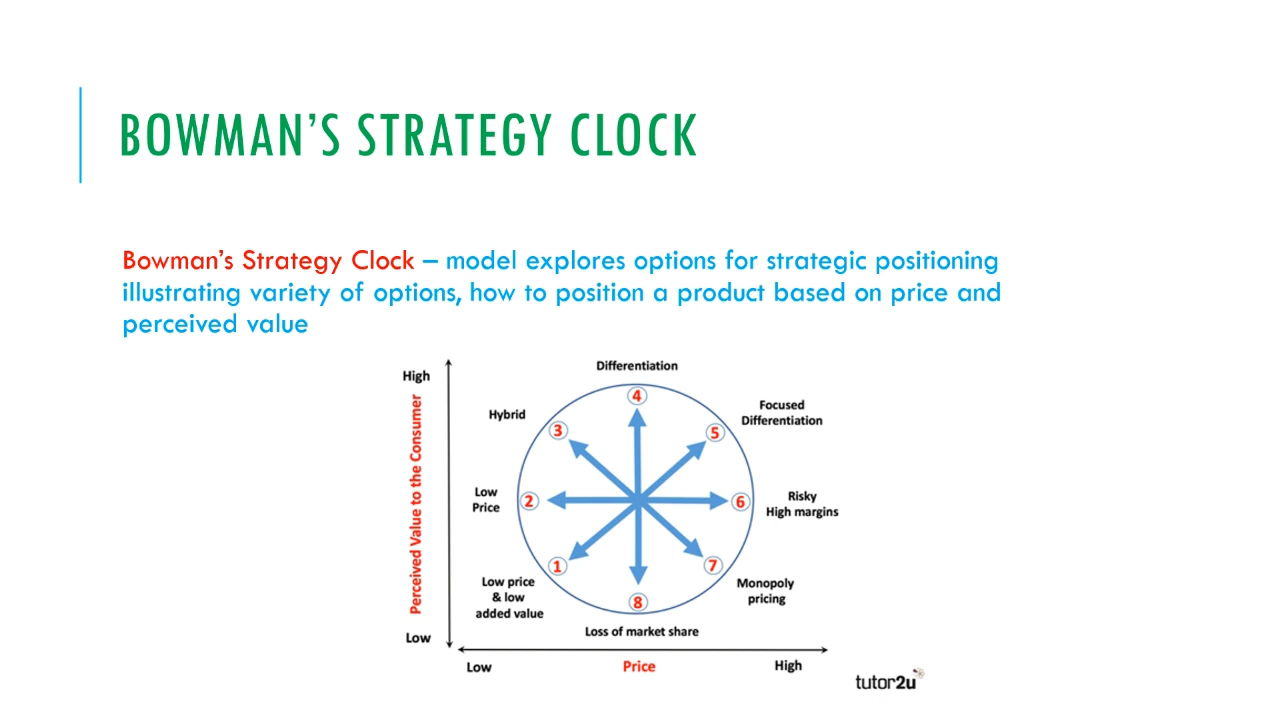 BOWMAN'S STRATEGY CLOCK
Bowman's Strategy Clock – model explores options for strategic positioning
illustrating variety of options, how to position a product based on price and
perceived value
High
Perceived Value to the Consumer
Low
Differentiation
4
Hybrid
3
Focused
Differentiation
5
Low
Price
2
6
Risky
High margins
1
Low price
& low
added value
7
Monopoly
pricing
8
Loss of market share
Low
Price
High
tutor2u